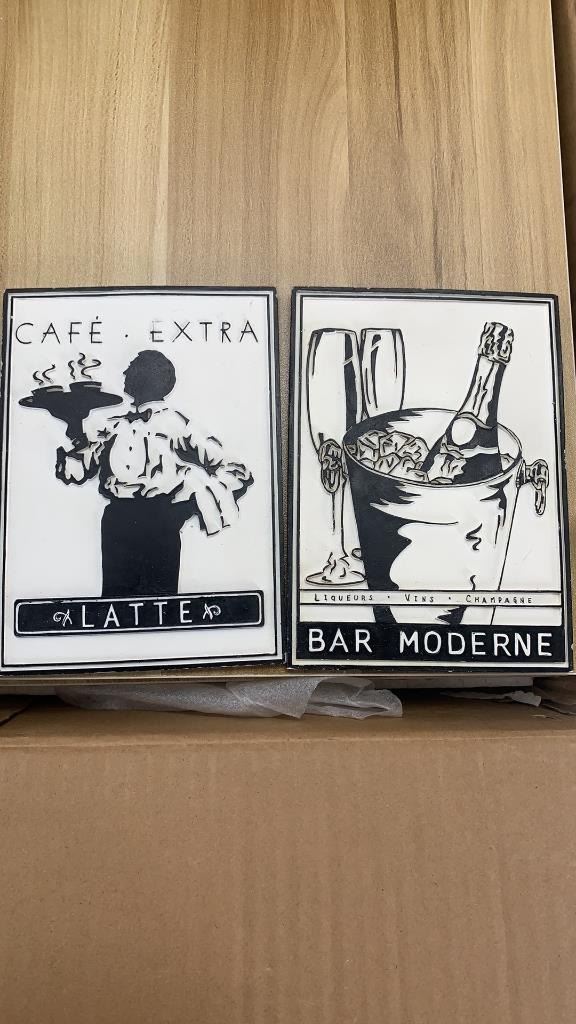 CAFÉ · EXTRA
LATTE
LIQUEURS · VINS · CHAMPAGNE
BAR MODERNE